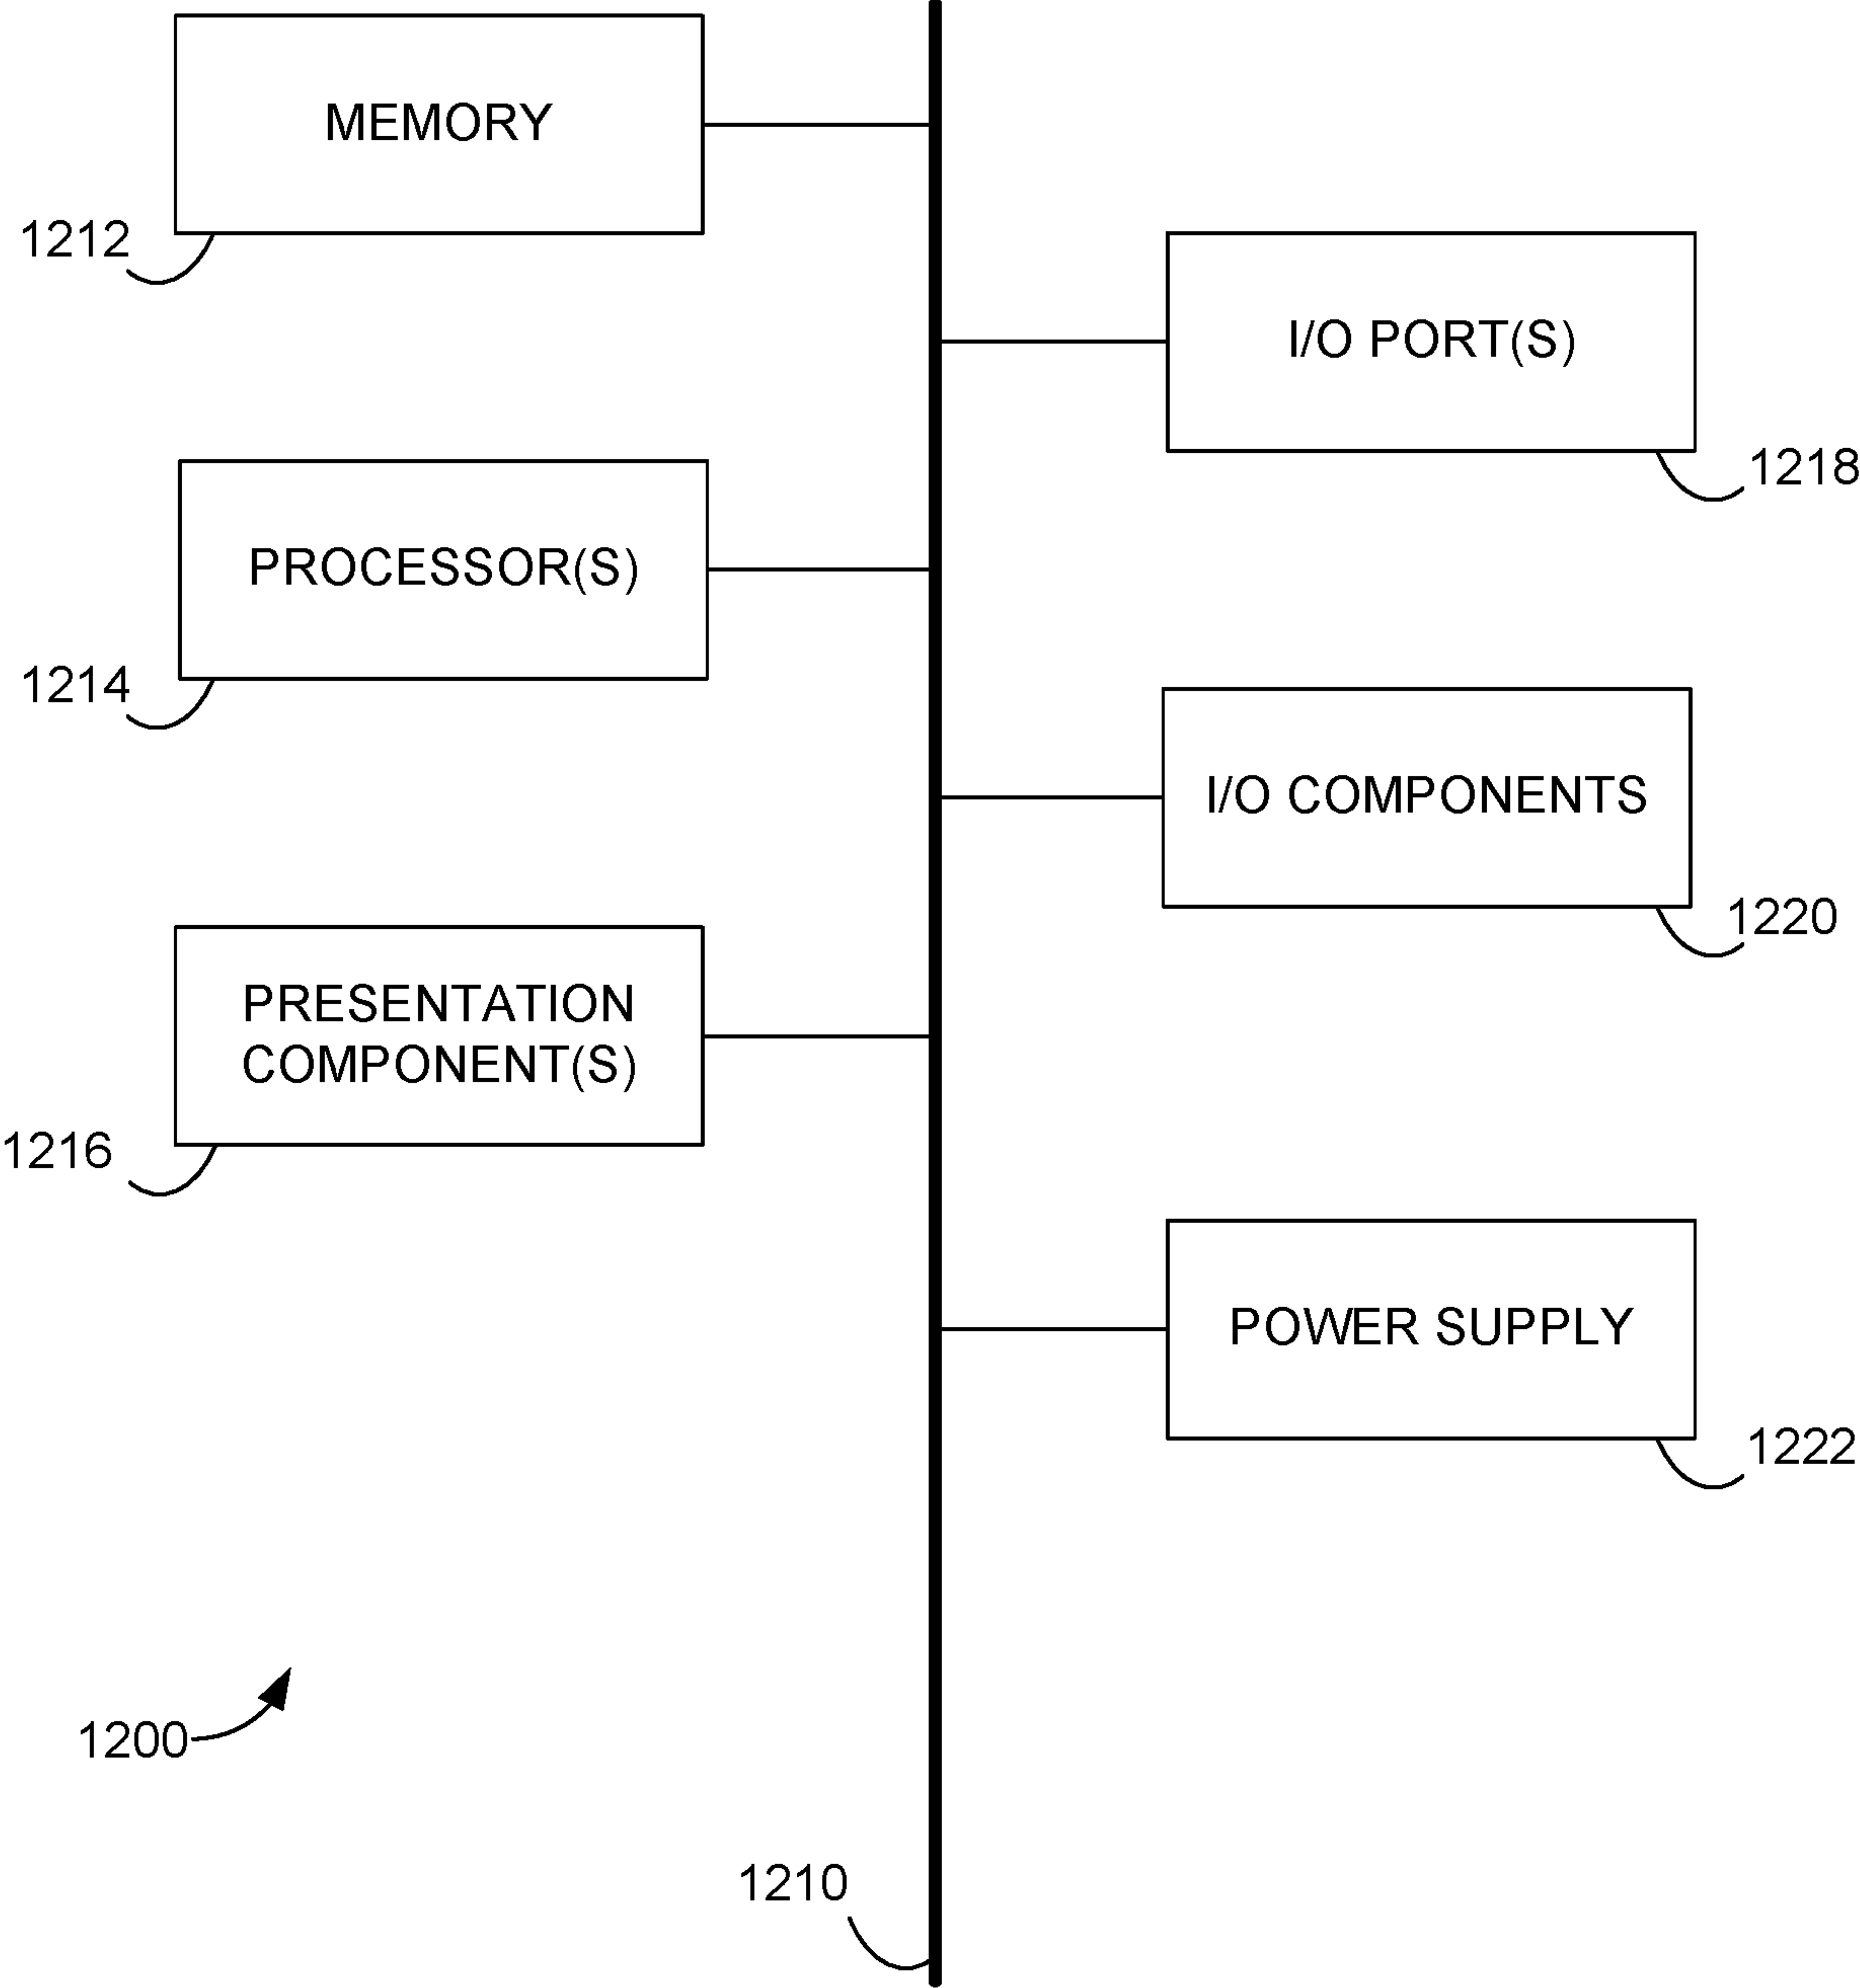 MEMORY
1212
I/O PORT(S)
1218
PROCESSOR(S)
1214
I/O COMPONENTS
1220
PRESENTATION
COMPONENT(S)
1216
POWER SUPPLY
1222
1200
1210